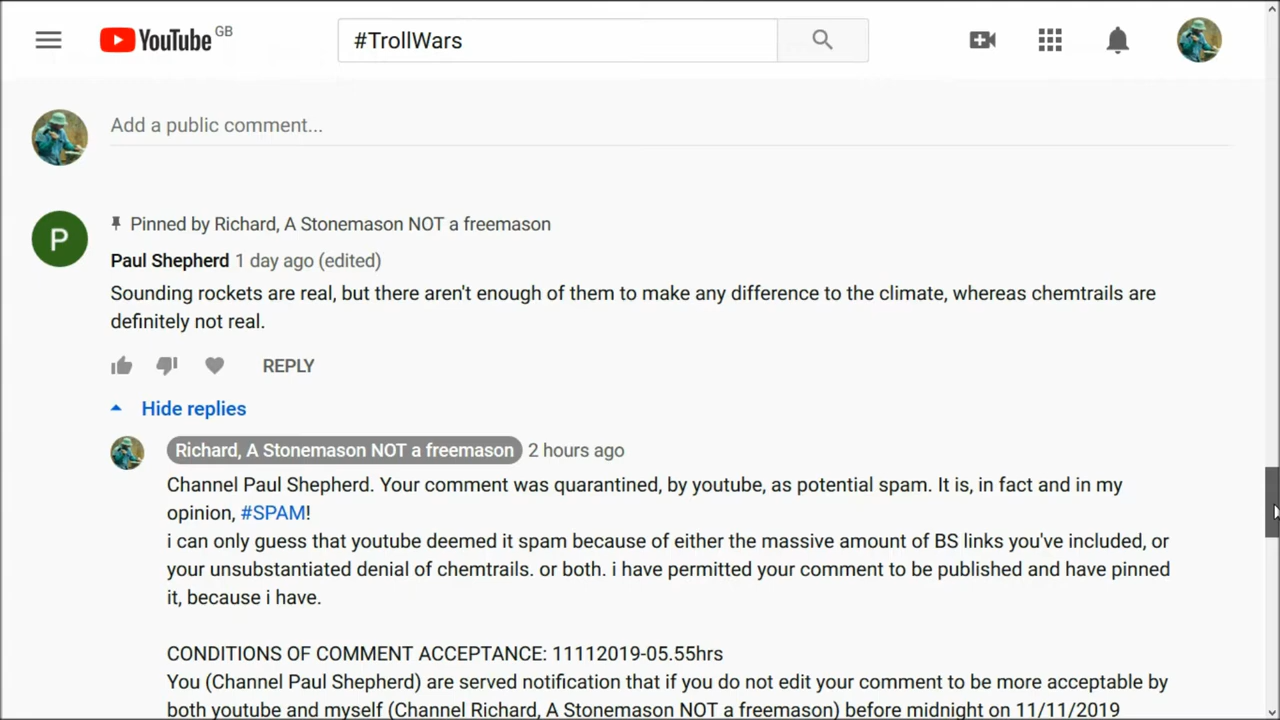 YouTube GB
#TrollWars
Add a public comment...
P
Pinned by Richard, A Stonemason NOT a freemason
Paul Shepherd 1 day ago (edited)
Sounding rockets are real, but there aren't enough of them to make any difference to the climate, whereas chemtrails are
definitely not real.
REPLY
Hide replies
Richard, A Stonemason NOT a freemason 2 hours ago
Channel Paul Shepherd. Your comment was quarantined, by youtube, as potential spam. It is, in fact and in my
opinion, #SPAM!
i can only guess that youtube deemed it spam because of either the massive amount of BS links you've included, or
your unsubstantiated denial of chemtrails. or both. i have permitted your comment to be published and have pinned
it, because i have.
CONDITIONS OF COMMENT ACCEPTANCE: 11112019-05.55hrs
You (Channel Paul Shepherd) are served notification that if you do not edit your comment to be more acceptable by
both youtube and myself (Channel Richard, A Stonemason NOT a freemason) before midnight on 11/11/2019